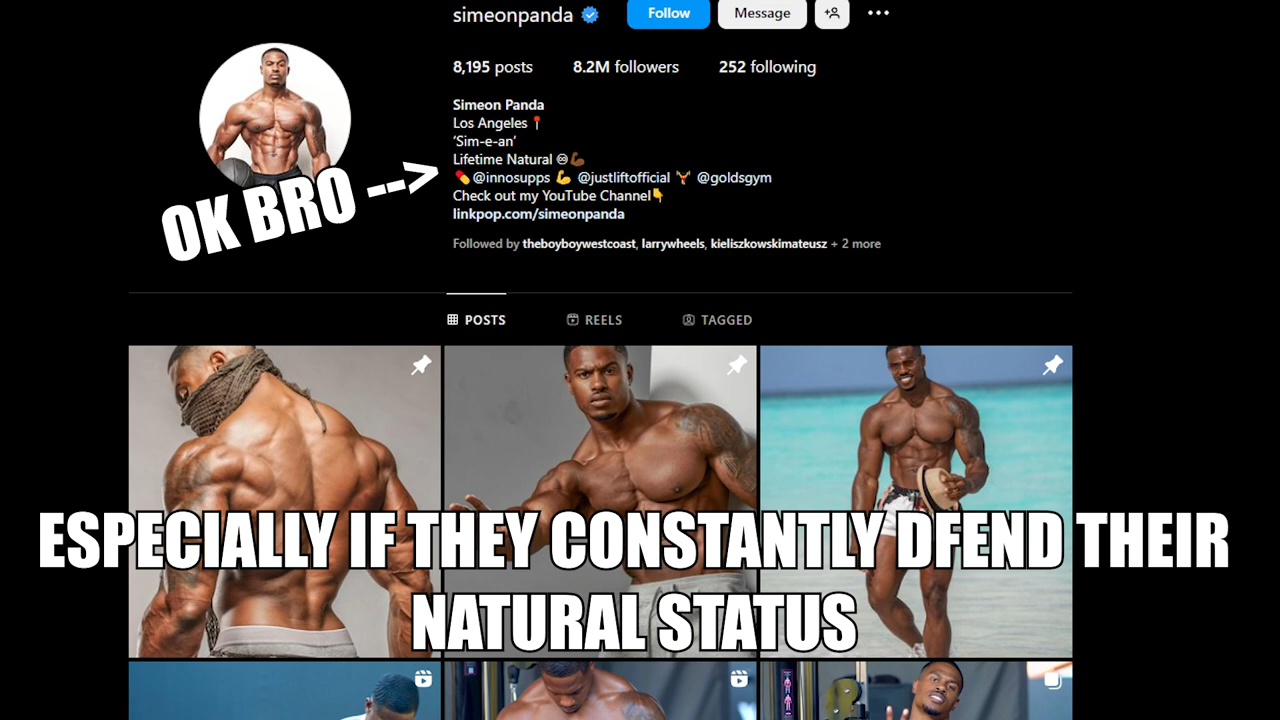 simeonpanda
Follow
Message
8,195 posts 8.2M followers 252 following
Simeon Panda
Los Angeles📍
‘Sim-e-an’
Lifetime Natural ♾💪🏾
💊@innosupps 💪 @justliftofficial 🏋️ @goldsgym
Check out my YouTube Channel👇
linkpop.com/simeonpanda
Followed by theboyboywestcoast, larrywheels, kieliszkowskimateusz + 2 more
OK BRO -->
POSTS REELS TAGGED
ESPECIALLY IF THEY CONSTANTLY DFEND THEIR
NATURAL STATUS